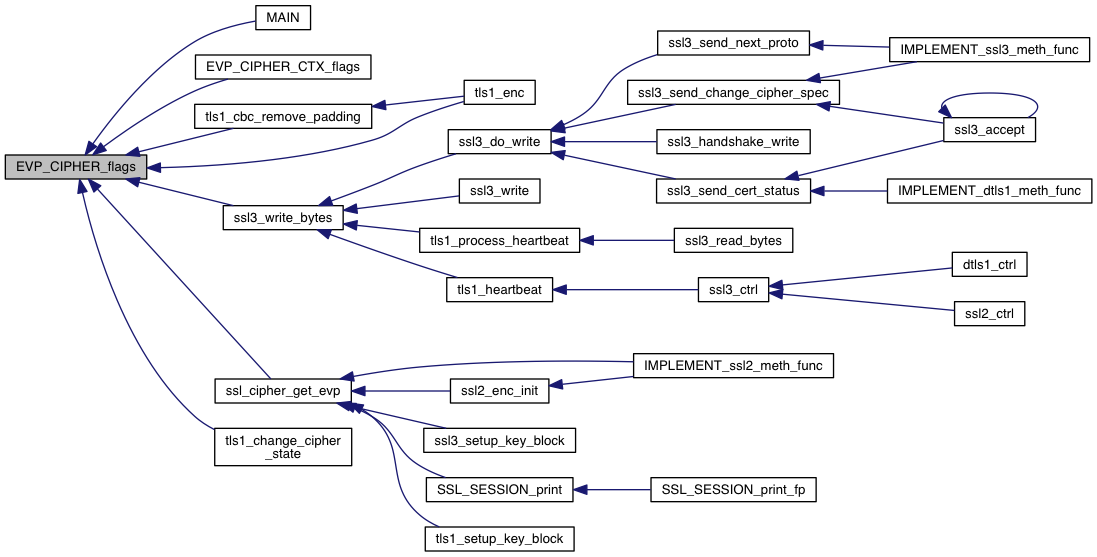 MAIN
ssl3_send_next_proto
IMPLEMENT_ssl3_meth_func
EVP_CIPHER_CTX_flags
tls1_enc
ssl3_send_change_cipher_spec
tls1_cbc_remove_padding
ssl3_accept
ssl3_do_write
ssl3_handshake_write
EVP_CIPHER_flags
ssl3_write
ssl3_send_cert_status
IMPLEMENT_dtls1_meth_func
ssl3_write_bytes
tls1_process_heartbeat
ssl3_read_bytes
dtls1_ctrl
tls1_heartbeat
ssl3_ctrl
ssl2_ctrl
IMPLEMENT_ssl2_meth_func
ssl_cipher_get_evp
ssl2_enc_init
tls1_change_cipher
_state
ssl3_setup_key_block
SSL_SESSION_print
SSL_SESSION_print_fp
tls1_setup_key_block